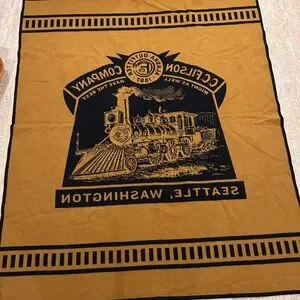 C.C. FILSON
COMPANY
MIGHT AS WELL
HAVE THE BEST
SEATTLE, WASHINGTON